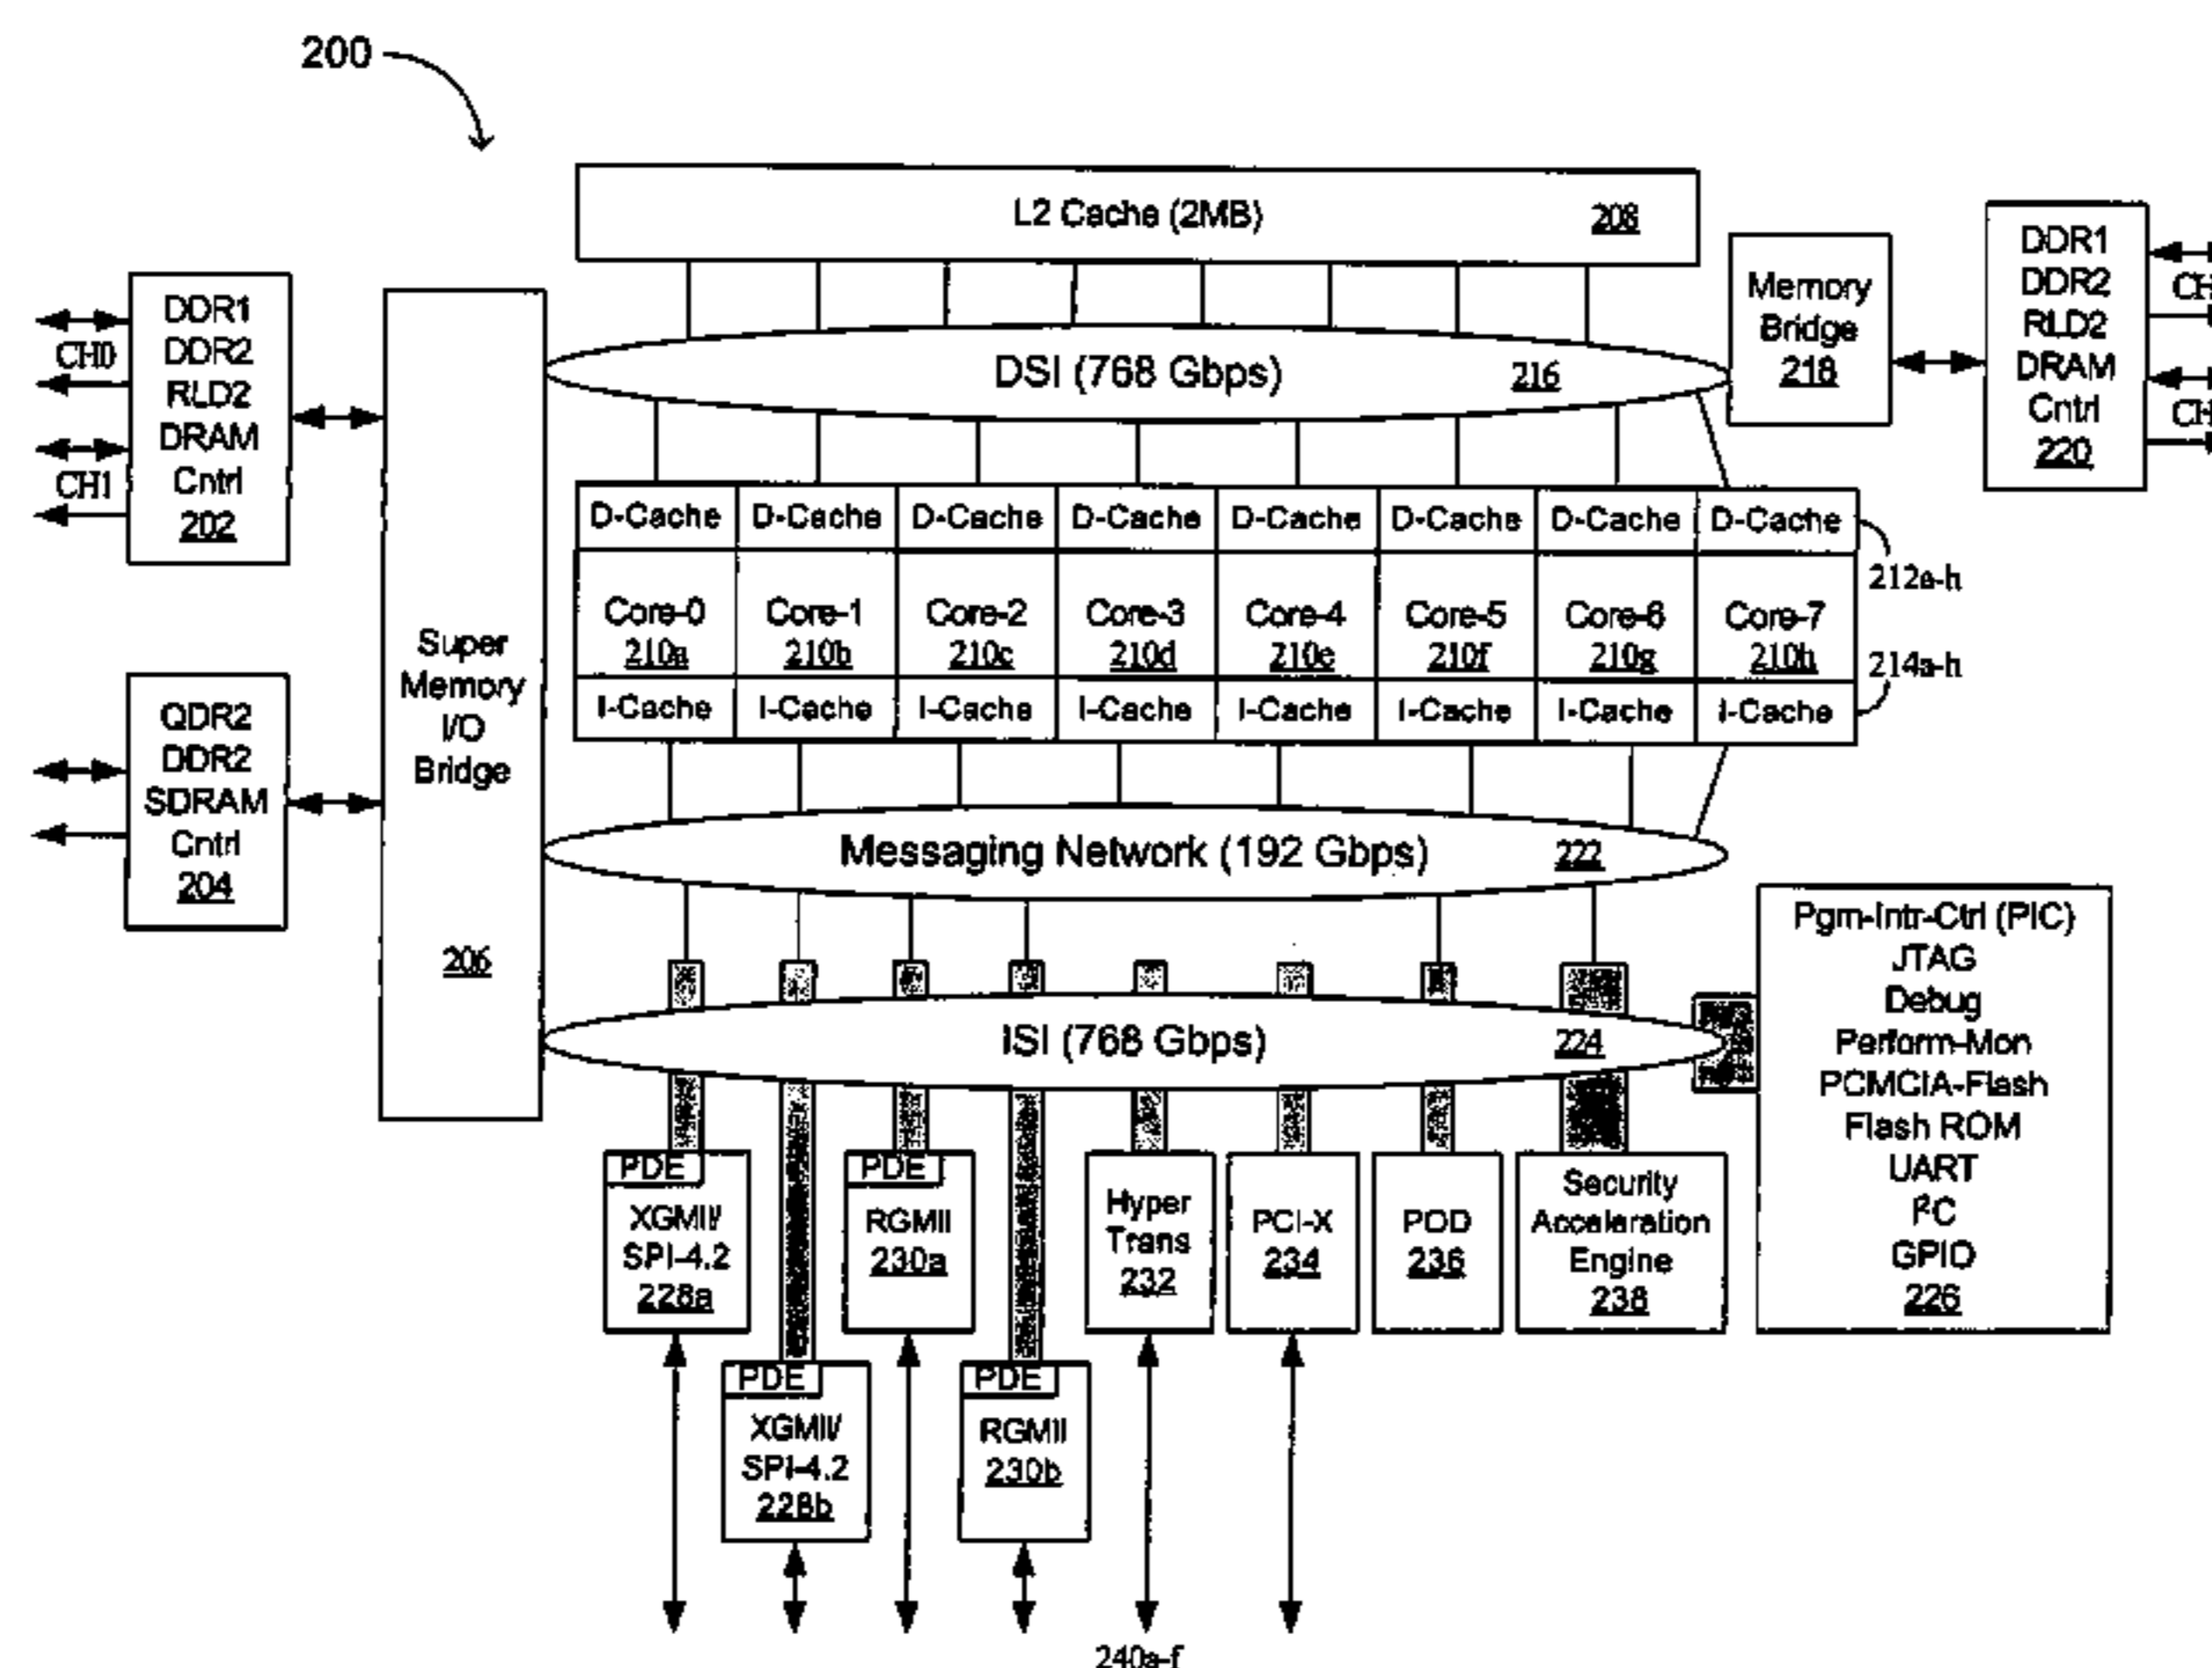 200
L2 Cache (2MB) 208
DSI (768 Gbps) 216
Memory
Bridge
218
DDR1
DDR2
RLD2
DRAM
Cntrl
220
DDR1
DDR2
RLD2
DRAM
Cntrl
202
CH0
CH1
QDR2
DDR2
SDRAM
Cntrl
204
Super
Memory
I/O
Bridge
206
D-Cache D-Cache D-Cache D-Cache D-Cache D-Cache D-Cache D-Cache
212a-h
Core-0 Core-1 Core-2 Core-3 Core-4 Core-5 Core-6 Core-7
210a 210b 210c 210d 210e 210f 210g 210h
214a-h
I-Cache I-Cache I-Cache I-Cache I-Cache I-Cache I-Cache I-Cache
Messaging Network (192 Gbps) 222
ISI (768 Gbps) 224
Pgm-Intr-Ctrl (PIC)
JTAG
Debug
Perform-Mon
PCMCIA-Flash
Flash ROM
UART
I²C
GPIO
226
PDE
XGMII/
SPI-4.2
228a
PDE
RGMII
230a
Hyper
Trans
232
PCI-X
234
POD
236
Security
Acceleration
Engine
238
PDE
XGMII/
SPI-4.2
228b
PDE
RGMII
230b
240a-f